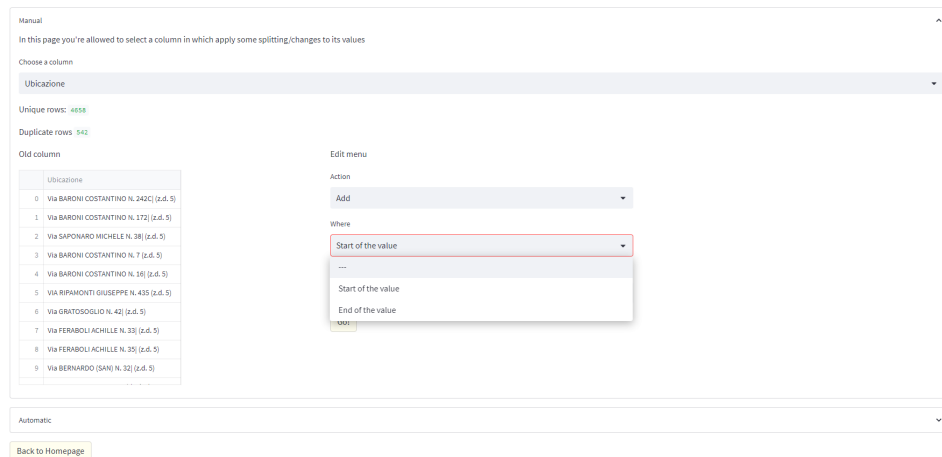 Manual
In this page you're allowed to select a column in which apply some splitting/changes to its values
Choose a column
Ubicazione
Unique rows: 4658
Duplicate rows 542
Old column
Ubicazione
0 Via BARONI COSTANTINO N. 242C| (z.d. 5)
1 Via BARONI COSTANTINO N. 172| (z.d. 5)
2 Via SAPONARO MICHELE N. 38| (z.d. 5)
3 Via BARONI COSTANTINO N. 7 (z.d. 5)
4 Via BARONI COSTANTINO N. 16| (z.d. 5)
5 VIA RIPAMONTI GIUSEPPE N. 435 (z.d. 5)
6 Via GRATOSOGLIO N. 42| (z.d. 5)
7 Via FERABOLI ACHILLE N. 33| (z.d. 5)
8 Via FERABOLI ACHILLE N. 35| (z.d. 5)
9 Via BERNARDO (SAN) N. 32| (z.d. 5)
Edit menu
Action
Add
Where
Start of the value
---
Start of the value
End of the value
Go!
Automatic
Back to Homepage